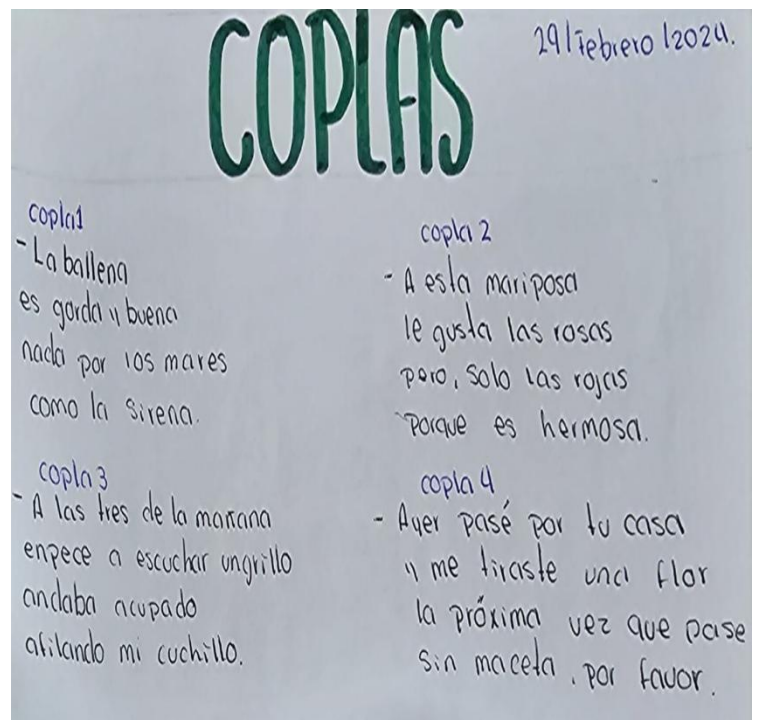 COPLAS
29/Febrero/2024.
copla1
- La ballena
es gorda y buena
nada por los mares
como la Sirena.
copla 2
- A esta mariposa
le gusta las rosas
pero, solo las rojas
porque es hermosa.
copla 3
- A las tres de la mañana
enpece a escuchar ungrillo
andaba acupado
afilando mi cuchillo.
copla 4
- Ayer pasé por tu casa
y me tiraste una flor
la próxima vez que pase
sin maceta, por favor.